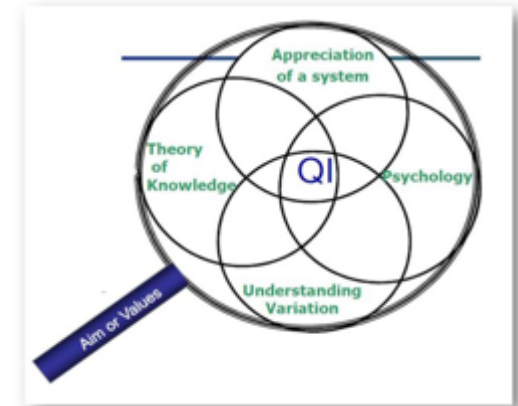 Appreciation
of a system
Theory
of
Knowledge
QI
Psychology
Understanding
Variation
Aim or Values